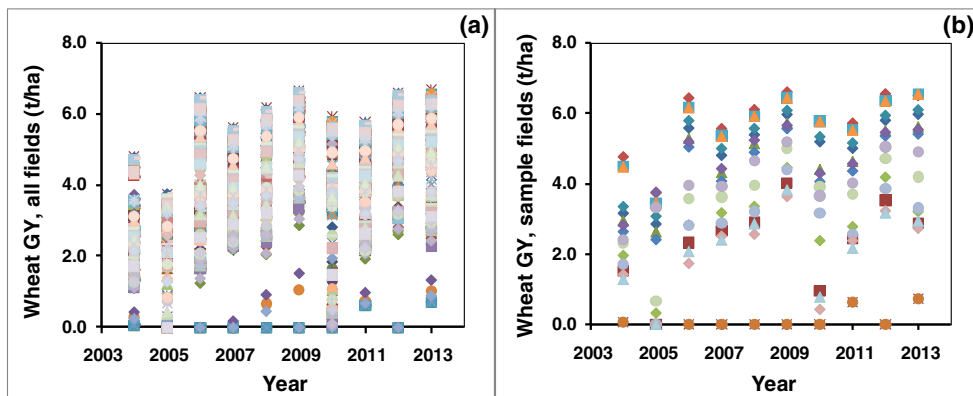 (a)
Wheat GY, all fields (t/ha)
8.0
6.0
4.0
2.0
0.0
2003 2005 2007 2009 2011 2013
Year
(b)
Wheat GY, sample fields (t/ha)
8.0
6.0
4.0
2.0
0.0
2003 2005 2007 2009 2011 2013
Year